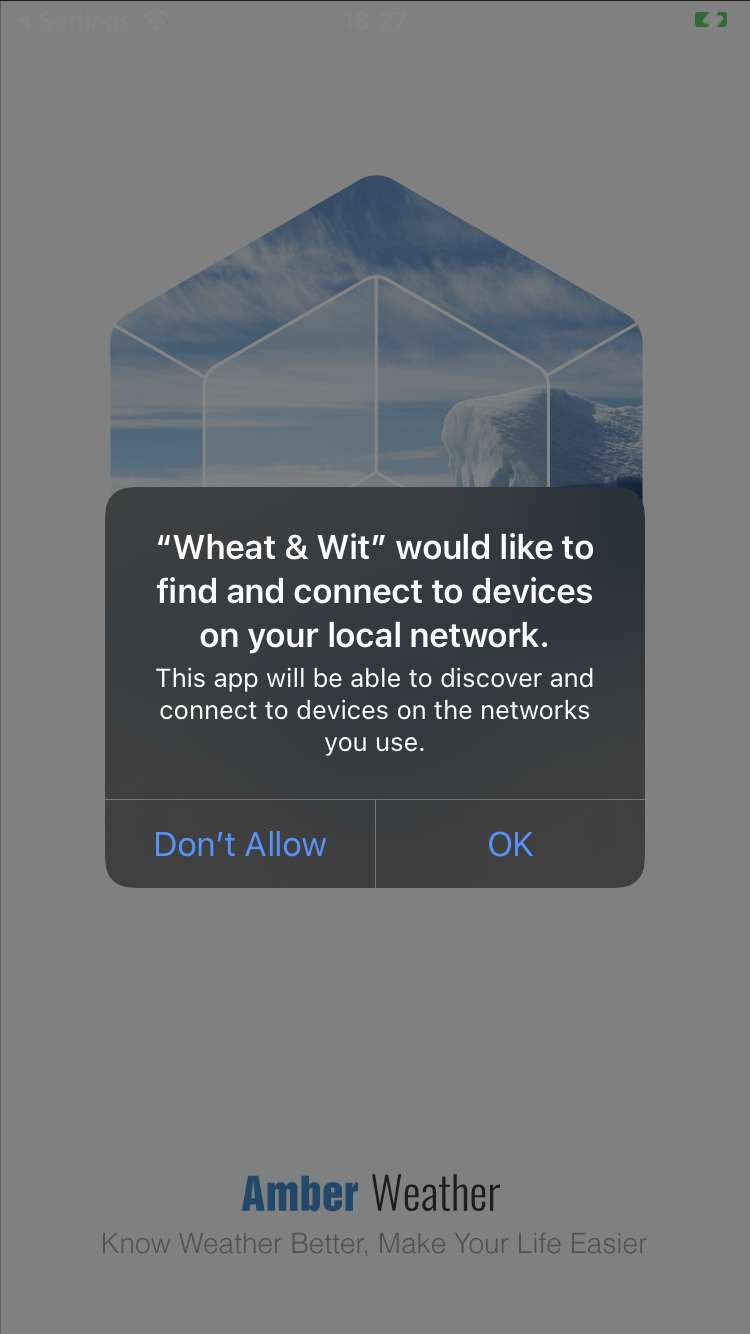 Settings 18:27
“Wheat & Wit” would like to
find and connect to devices
on your local network.
This app will be able to discover and
connect to devices on the networks
you use.
Don’t Allow OK
Amber Weather
Know Weather Better, Make Your Life Easier